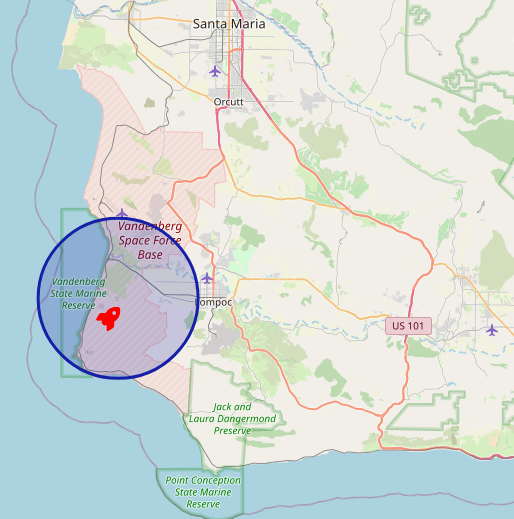 Santa Maria
Orcutt
Vandenberg
Space Force
Base
Vandenberg
State Marine
Reserve
Lompoc
US 101
Jack and
Laura Dangermond
Preserve
Point Conception
State Marine
Reserve